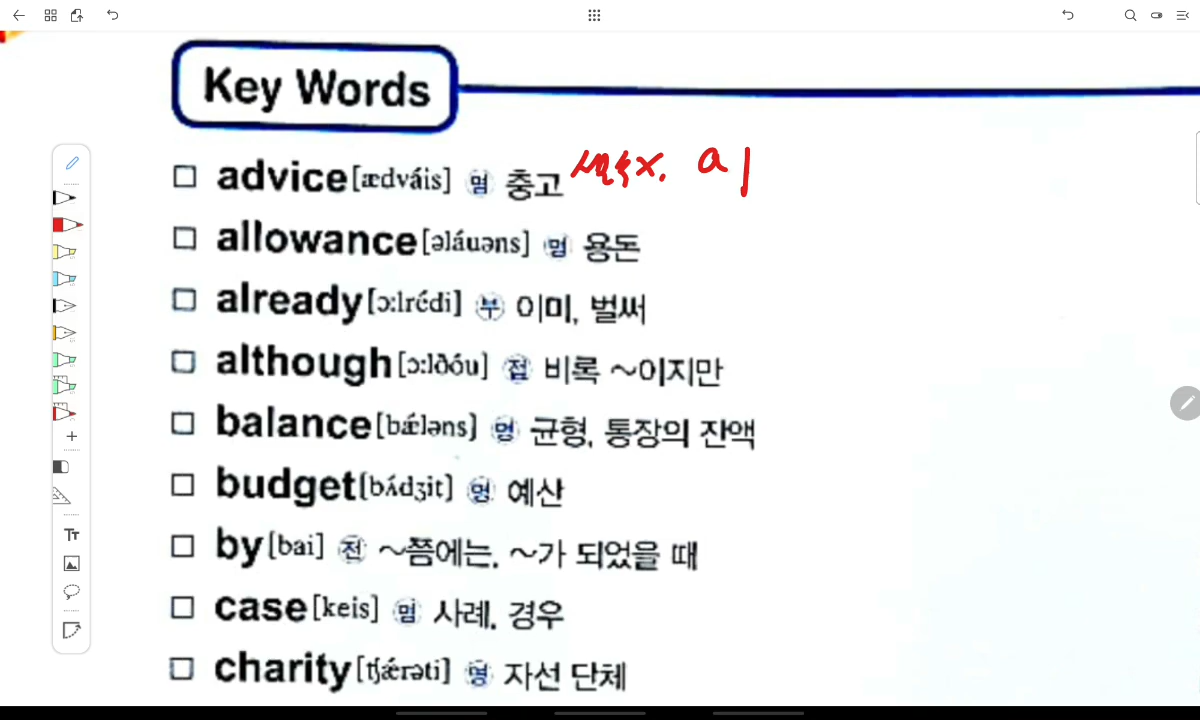 Key Words
advice[ædváis] 명 충고 a
allowance[əláuəns] 명 용돈
already[ɔːlrédi] 부 이미, 벌써
although[ɔːlðóu] 접 비록 ~이지만
balance[bǽləns] 명 균형, 통장의 잔액
budget[bʌ́dʒit] 명 예산
by[bai] 전 ~쯤에는, ~가 되었을 때
case[keis] 명 사례, 경우
charity[tʃǽrəti] 명 자선 단체
Tт